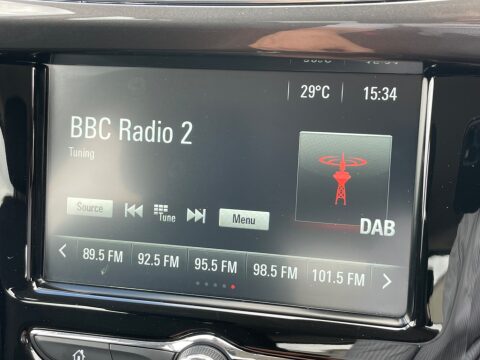 29°C 15:34
BBC Radio 2
Tuning
DAB
Source Tune Menu
89.5 FM 92.5 FM 95.5 FM 98.5 FM 101.5 FM